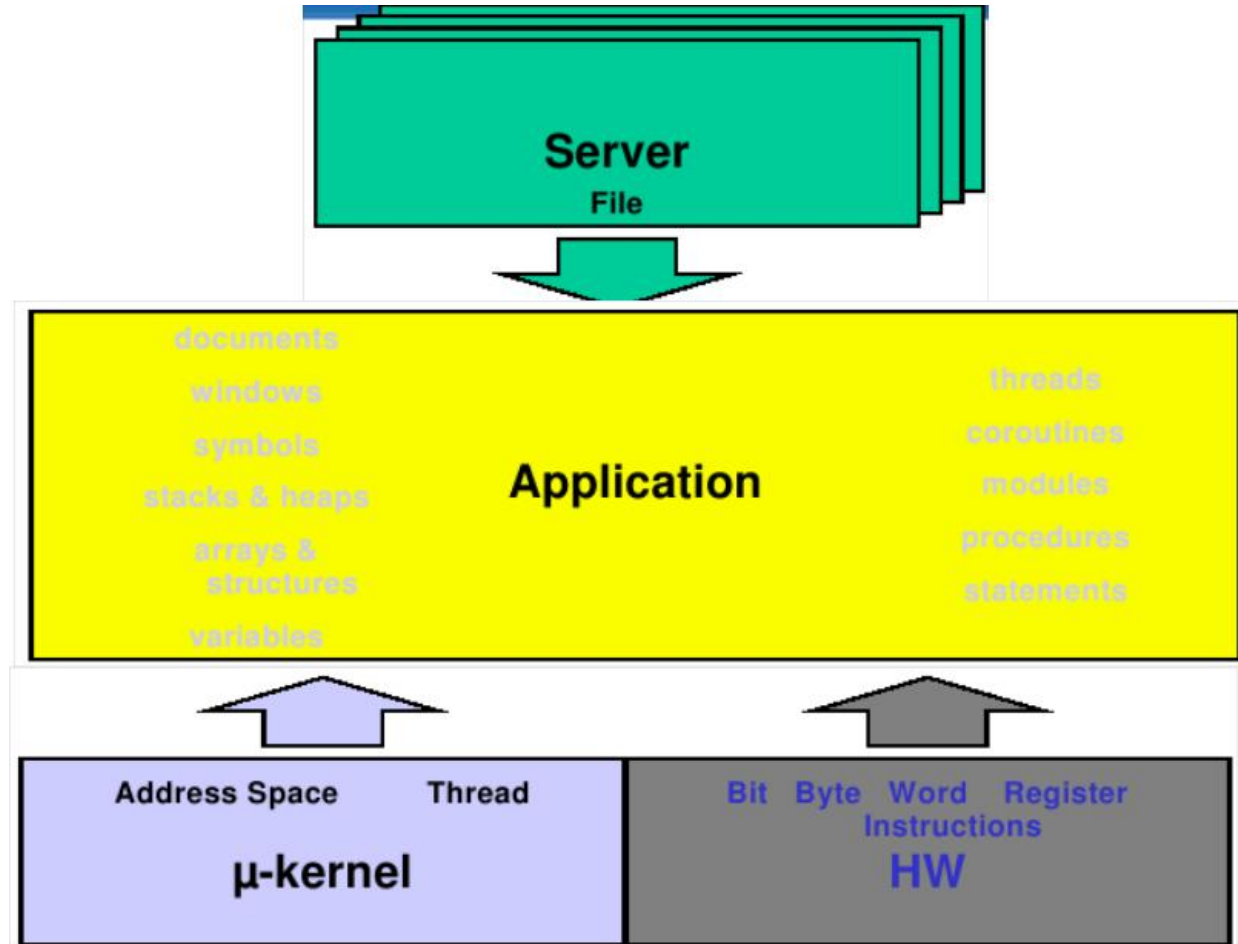 Server
File
documents
windows
symbols
stacks & heaps
arrays &
structures
variables
Application
threads
coroutines
modules
procedures
statements
Address Space Thread
μ-kernel
Bit Byte Word Register
Instructions
HW